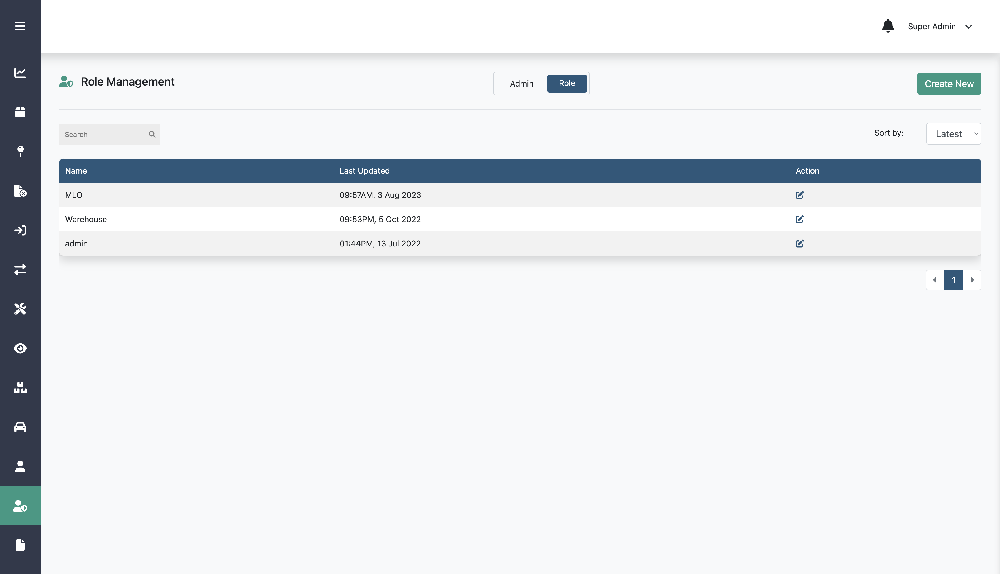 Super Admin
Role Management
Admin
Role
Create New
Search
Sort by:
Latest
Name Last Updated Action
MLO 09:57AM, 3 Aug 2023
Warehouse 09:53PM, 5 Oct 2022
admin 01:44PM, 13 Jul 2022
1